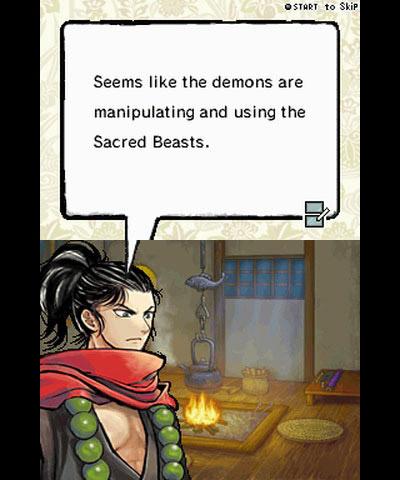 START to SkiP
Seems like the demons are
manipulating and using the
Sacred Beasts.